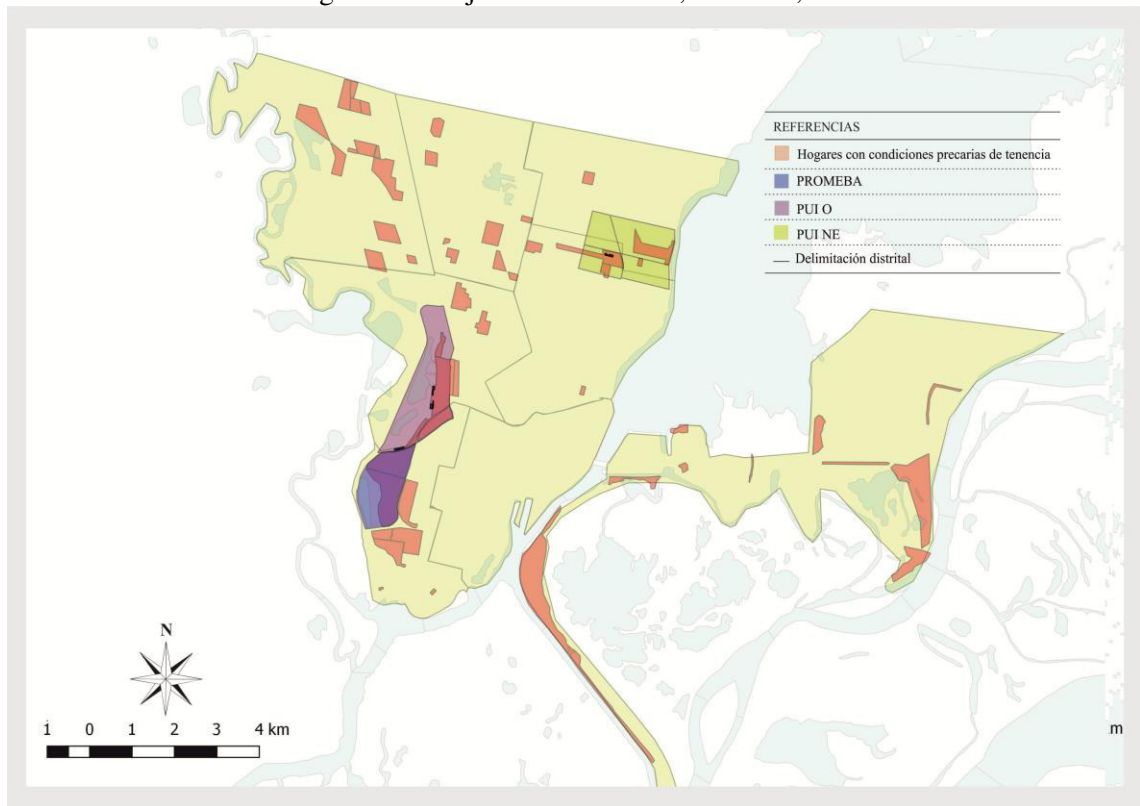 REFERENCIAS
Hogares con condiciones precarias de tenencia
PROMEBA
PUI O
PUI NE
Delimitación distrital
N
1 0 1 2 3 4 km
m